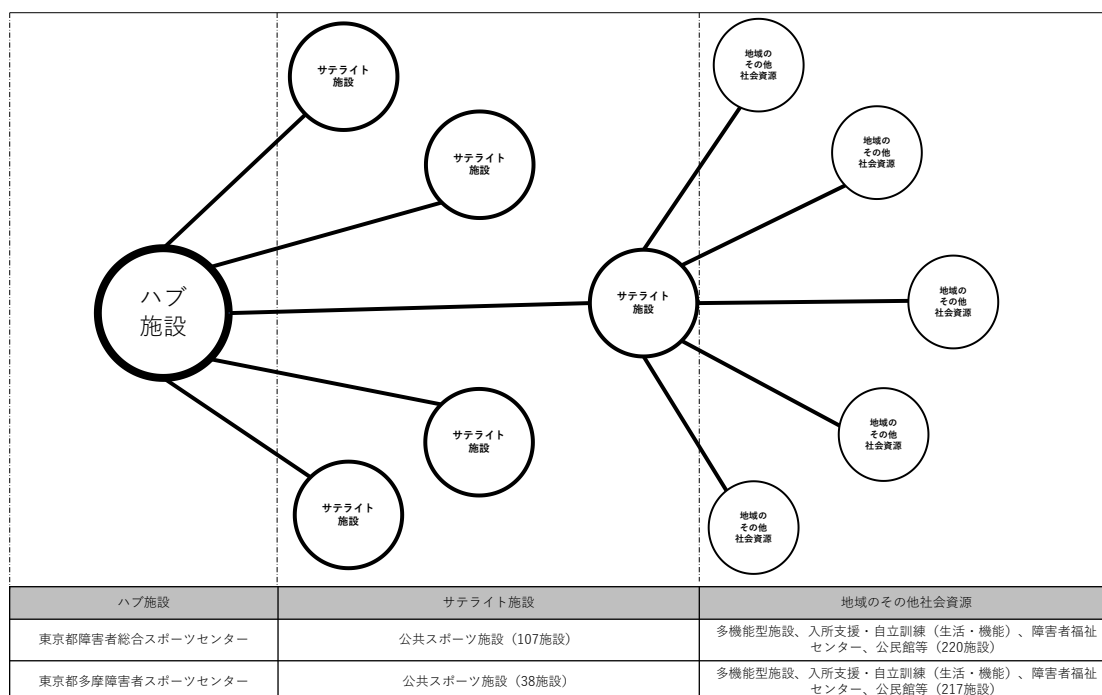 サテライト
施設
サテライト
施設
ハブ
施設
サテライト
施設
サテライト
施設
サテライト
施設
地域の
その他
社会資源
地域の
その他
社会資源
地域の
その他
社会資源
地域の
その他
社会資源
地域の
その他
社会資源
ハブ施設 サテライト施設 地域のその他社会資源
東京都障害者総合スポーツセンター 公共スポーツ施設（107施設） 多機能型施設、入所支援・自立訓練（生活・機能）、障害者福祉
センター、公民館等（220施設）
東京都多摩障害者スポーツセンター 公共スポーツ施設（38施設） 多機能型施設、入所支援・自立訓練（生活・機能）、障害者福祉
センター、公民館等（217施設）